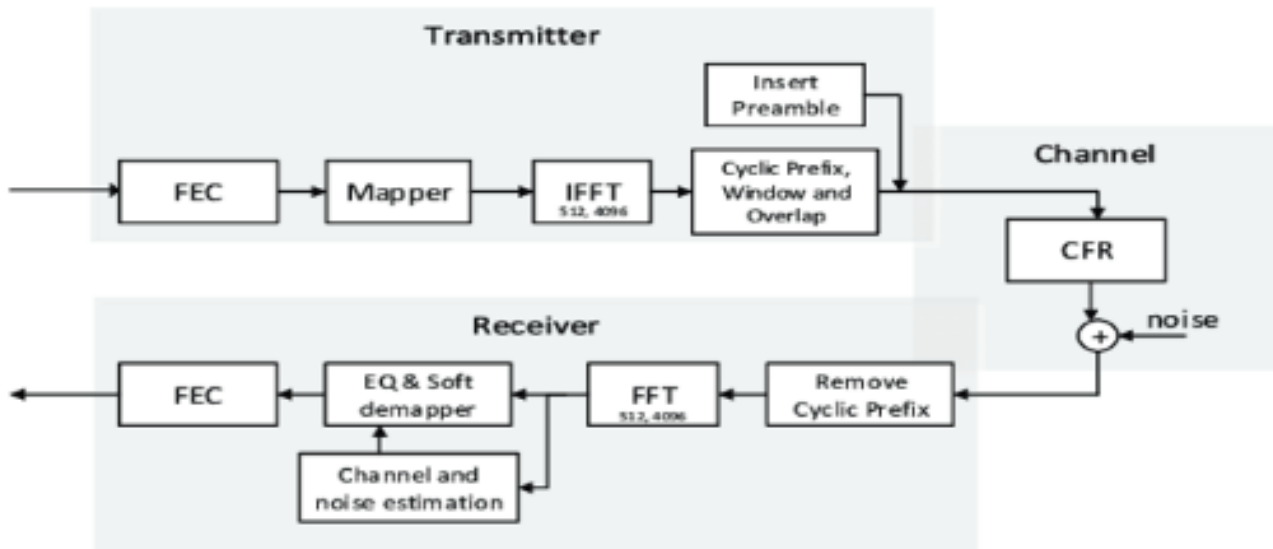 Transmitter
Insert
Preamble
FEC
Mapper
IFFT
512, 4096
Cyclic Prefix,
Window and
Overlap
Channel
CFR
noise
+
Receiver
FEC
EQ & Soft
demapper
FFT
512, 4096
Remove
Cyclic Prefix
Channel and
noise estimation